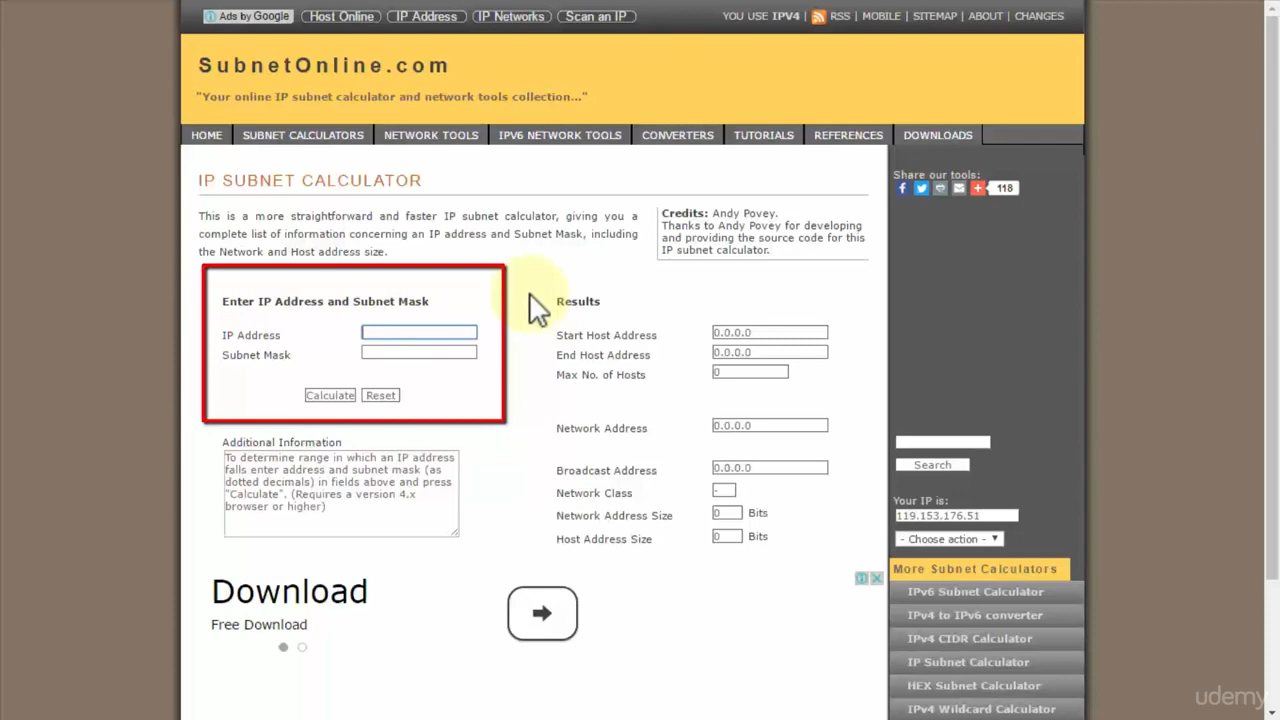 Ads by Google Host Online IP Address IP Networks Scan an IP YOU USE IPV4 | RSS | MOBILE | SITEMAP | ABOUT | CHANGES
SubnetOnline.com
"Your online IP subnet calculator and network tools collection..."
HOME SUBNET CALCULATORS NETWORK TOOLS IPV6 NETWORK TOOLS CONVERTERS TUTORIALS REFERENCES DOWNLOADS
IP SUBNET CALCULATOR
This is a more straightforward and faster IP subnet calculator, giving you a
complete list of information concerning an IP address and Subnet Mask, including
the Network and Host address size.
Credits: Andy Povey.
Thanks to Andy Povey for developing
and providing the source code for this
IP subnet calculator.
Enter IP Address and Subnet Mask
IP Address
Subnet Mask
Calculate Reset
Additional Information
To determine range in which an IP address
falls enter address and subnet mask (as
dotted decimals) in fields above and press
"Calculate". (Requires a version 4.x
browser or higher)
Results
Start Host Address 0.0.0.0
End Host Address 0.0.0.0
Max No. of Hosts 0
Network Address 0.0.0.0
Broadcast Address 0.0.0.0
Network Class -
Network Address Size 0 Bits
Host Address Size 0 Bits
Download
Free Download
Share our tools:
118
Search
Your IP is:
119.153.176.51
- Choose action -
More Subnet Calculators
IPv6 Subnet Calculator
IPv4 to IPv6 converter
IPv4 CIDR Calculator
IP Subnet Calculator
HEX Subnet Calculator
IPv4 Wildcard Calculator
udemy